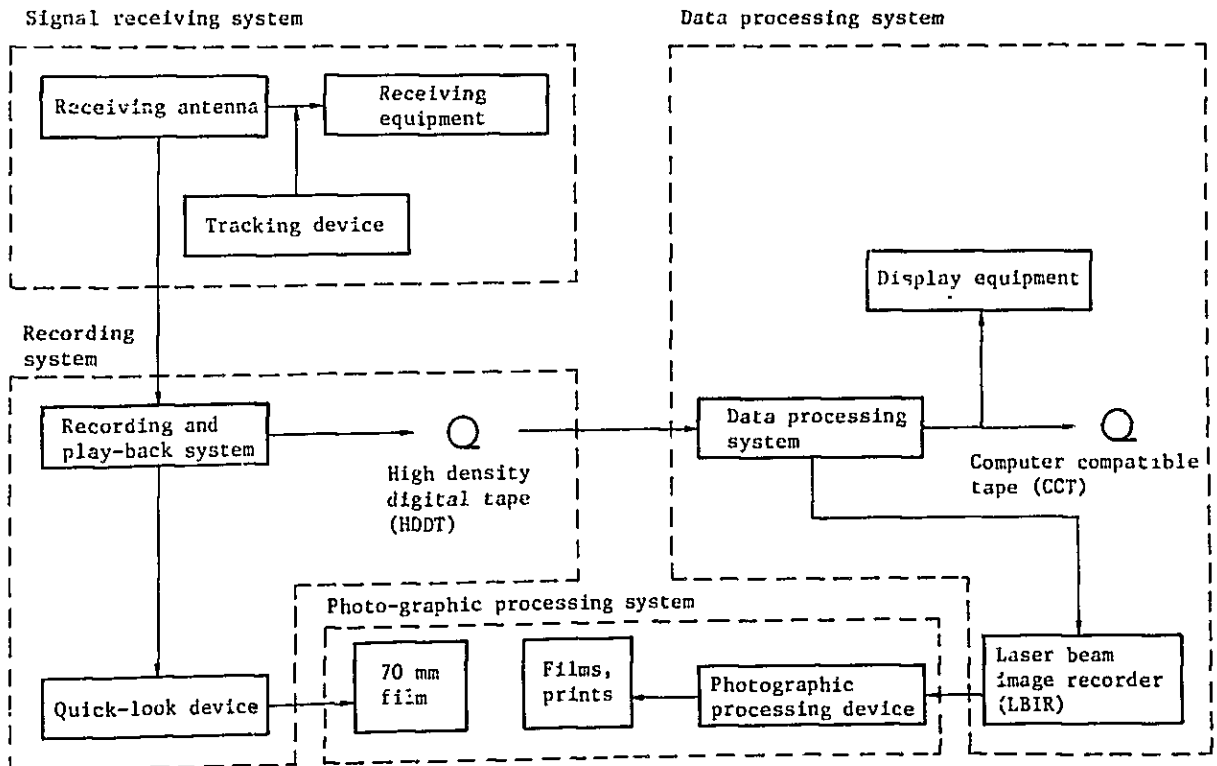 Signal receiving system
Data processing system
Receiving antenna
Receiving
equipment
Tracking device
Display equipment
Recording
system
Recording and
play-back system
High density
digital tape
(HDDT)
Data processing
system
Computer compatible
tape (CCT)
Photo-graphic processing system
Quick-look device
70 mm
film
Films,
prints
Photographic
processing device
Laser beam
image recorder
(LBIR)